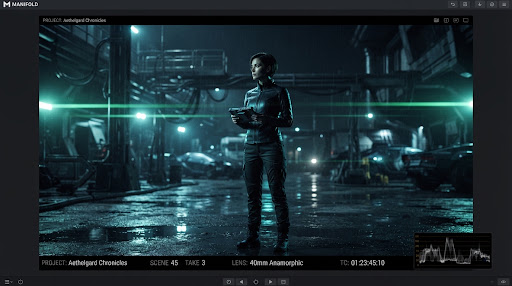 MANIFOLD
PROJECT: Aethelgard Chronicles
PROJECT: Aethelgard Chronicles SCENE 45 TAKE 3 LENS: 40mm Anamorphic TC: 01:23:45:10